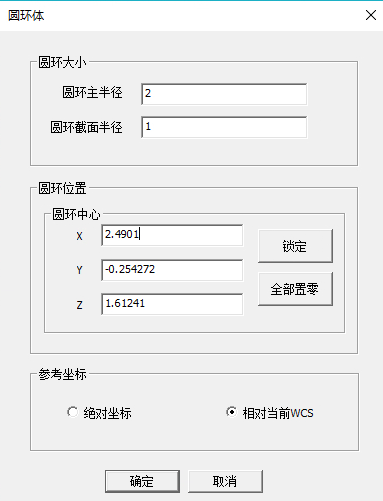 圆环体
圆环大小
圆环主半径 2
圆环截面半径 1
圆环位置
圆环中心
X 2.4901
锁定
Y -0.254272
全部置零
Z 1.61241
参考坐标
绝对坐标 相对当前WCS
确定 取消